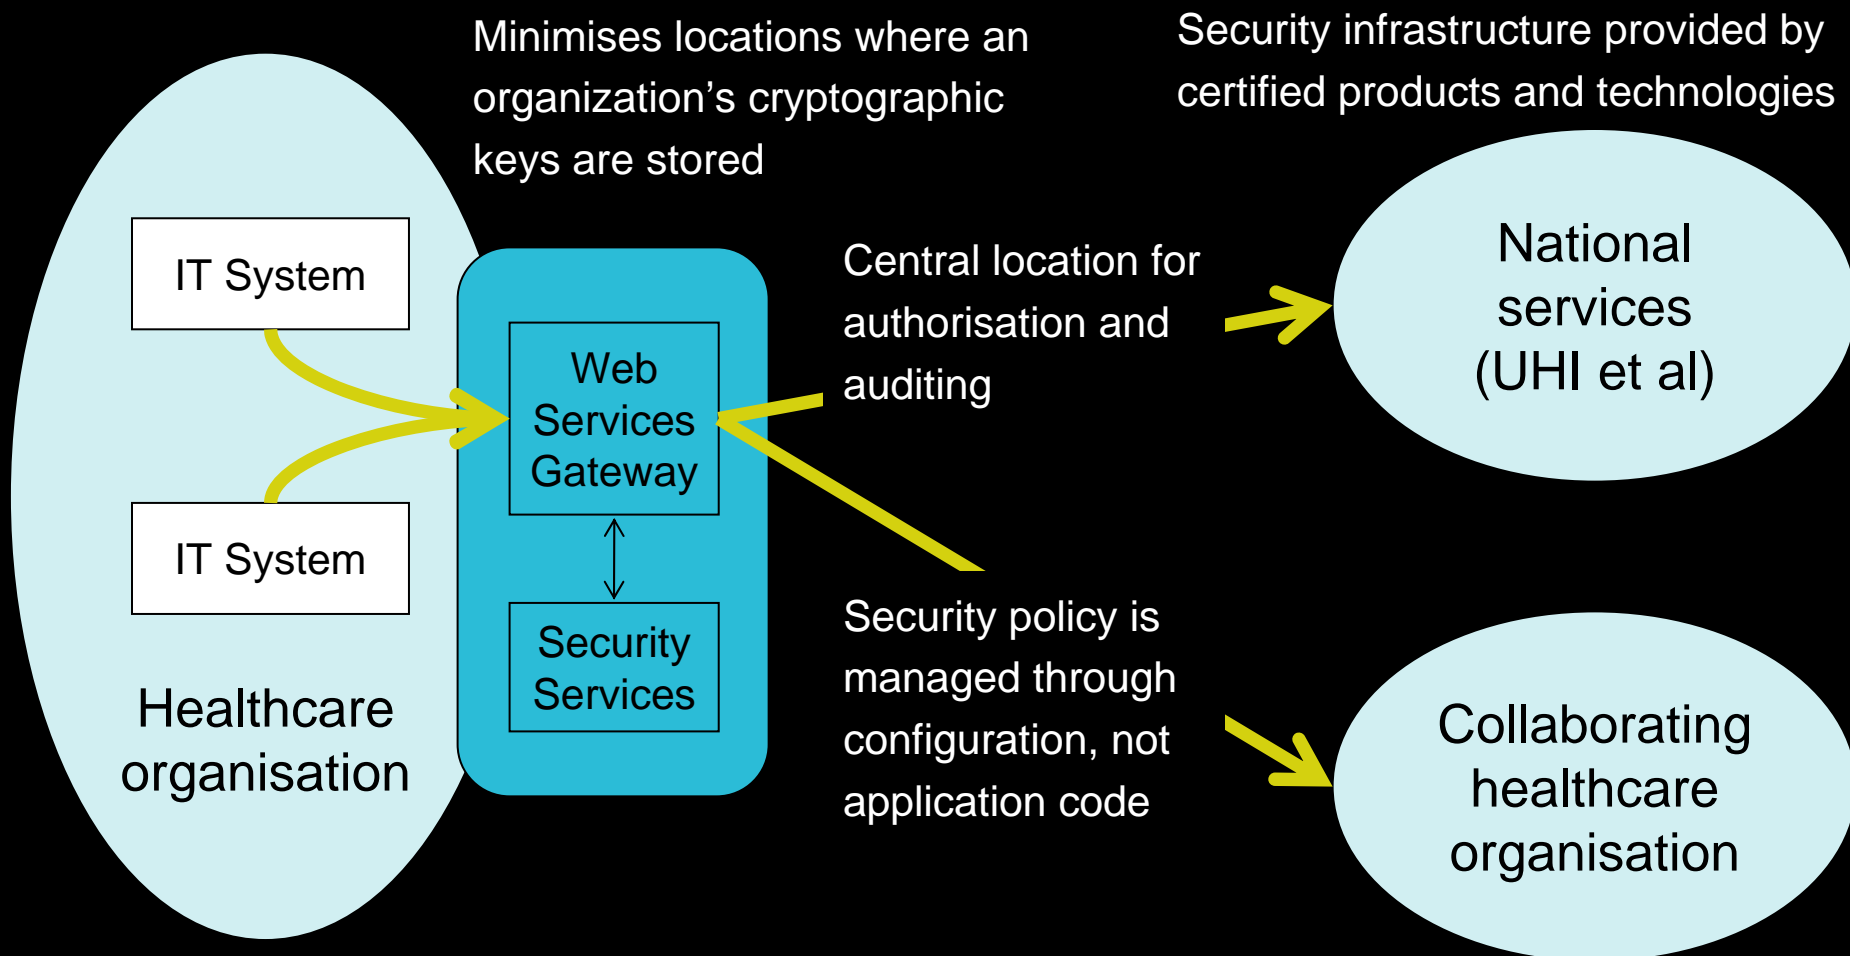 Minimises locations where an
organization’s cryptographic
keys are stored
Security infrastructure provided by
certified products and technologies
IT System
IT System
Healthcare
organisation
Web
Services
Gateway
Security
Services
Central location for
authorisation and
auditing
Security policy is
managed through
configuration, not
application code
National
services
(UHI et al)
Collaborating
healthcare
organisation